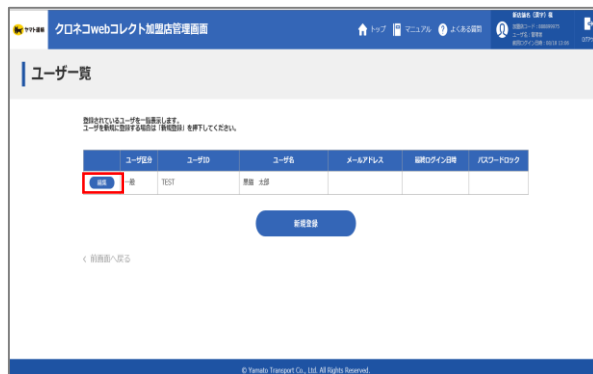 ヤマト運輸
クロネコwebコレクト加盟店管理画面
トップ
マニュアル
よくある質問
ユーザ一覧
登録されているユーザを一覧表示します。
ユーザを新規に登録する場合は「新規登録」を押下してください。
ユーザ区分 ユーザID ユーザ名 メールアドレス 最終ログイン日時 パスワードロック
編集 一般 TEST 黒猫 太郎
新規登録
< 前画面へ戻る
© Yamato Transport Co., Ltd. All Rights Reserved.